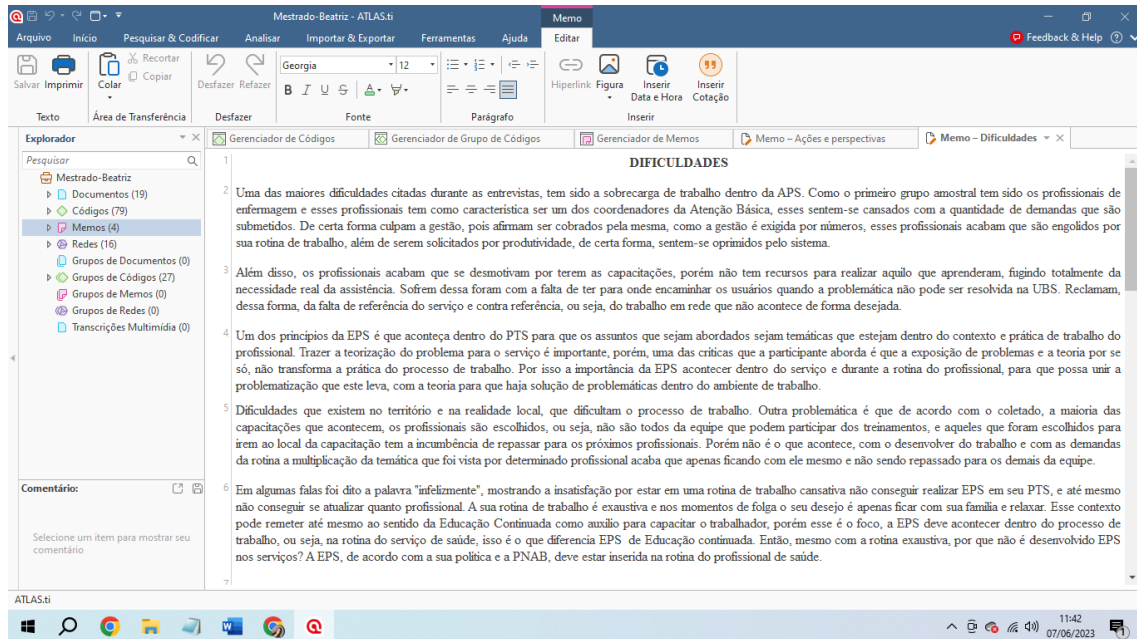 Mestrado-Beatriz - ATLAS.ti
Memo
Arquivo Início Pesquisar & Codificar Analisar Importar & Exportar Ferramentas Ajuda Editar Feedback & Help
Salvar Imprimir Colar Recortar Copiar Desfazer Refazer Georgia 12 Hiperlink Figura Inserir Data e Hora Inserir Cotação
B I U S A
Texto Área de Transferência Desfazer Fonte Parágrafo Inserir
Explorador
Gerenciador de Códigos Gerenciador de Grupo de Códigos Gerenciador de Memos Memo – Ações e perspectivas Memo – Dificuldades
Pesquisar
Mestrado-Beatriz
Documentos (19)
Códigos (79)
Memos (4)
Redes (16)
Grupos de Documentos (0)
Grupos de Códigos (27)
Grupos de Memos (0)
Grupos de Redes (0)
Transcrições Multimídia (0)
Comentário:
Selecione um item para mostrar seu
comentário
1 DIFICULDADES
2 Uma das maiores dificuldades citadas durante as entrevistas, tem sido a sobrecarga de trabalho dentro da APS. Como o primeiro grupo amostral tem sido os profissionais de
enfermagem e esses profissionais tem como característica ser um dos coordenadores da Atenção Básica, esses sentem-se cansados com a quantidade de demandas que são
submetidos. De certa forma culpam a gestão, pois afirmam ser cobrados pela mesma, como a gestão é exigida por números, esses profissionais acabam que são engolidos por
sua rotina de trabalho, além de serem solicitados por produtividade, de certa forma, sentem-se oprimidos pelo sistema.
3 Além disso, os profissionais acabam que se desmotivam por terem as capacitações, porém não tem recursos para realizar aquilo que aprenderam, fugindo totalmente da
necessidade real da assistência. Sofrem dessa foram com a falta de ter para onde encaminhar os usuários quando a problemática não pode ser resolvida na UBS. Reclamam,
dessa forma, da falta de referência do serviço e contra referência, ou seja, do trabalho em rede que não acontece de forma desejada.
4 Um dos principios da EPS é que aconteça dentro do PTS para que os assuntos que sejam abordados sejam temáticas que estejam dentro do contexto e prática de trabalho do
profissional. Trazer a teorização do problema para o serviço é importante, porém, uma das criticas que a participante aborda é que a exposição de problemas e a teoria por se
só, não transforma a prática do processo de trabalho. Por isso a importância da EPS acontecer dentro do serviço e durante a rotina do profissional, para que possa unir a
problematização que este leva, com a teoria para que haja solução de problemáticas dentro do ambiente de trabalho.
5 Dificuldades que existem no território e na realidade local, que dificultam o processo de trabalho. Outra problemática é que de acordo com o coletado, a maioria das
capacitações que acontecem, os profissionais são escolhidos, ou seja, não são todos da equipe que podem participar dos treinamentos, e aqueles que foram escolhidos para
irem ao local da capacitação tem a incumbência de repassar para os próximos profissionais. Porém não é o que acontece, com o desenvolver do trabalho e com as demandas
da rotina a multiplicação da temática que foi vista por determinado profissional acaba que apenas ficando com ele mesmo e não sendo repassado para os demais da equipe.
6 Em algumas falas foi dito a palavra "infelizmente", mostrando a insatisfação por estar em uma rotina de trabalho cansativa não conseguir realizar EPS em seu PTS, e até mesmo
não conseguir se atualizar quanto profissional. A sua rotina de trabalho é exaustiva e nos momentos de folga o seu desejo é apenas ficar com sua familia e relaxar. Esse contexto
pode remeter até mesmo ao sentido da Educação Continuada como auxilio para capacitar o trabalhador, porém esse é o foco, a EPS deve acontecer dentro do processo de
trabalho, ou seja, na rotina do serviço de saúde, isso é o que diferencia EPS de Educação continuada. Então, mesmo com a rotina exaustiva, por que não é desenvolvido EPS
nos serviços? A EPS, de acordo com a sua politica e a PNAB, deve estar inserida na rotina do profissional de saúde.
7
ATLAS.ti
11:42
07/06/2023